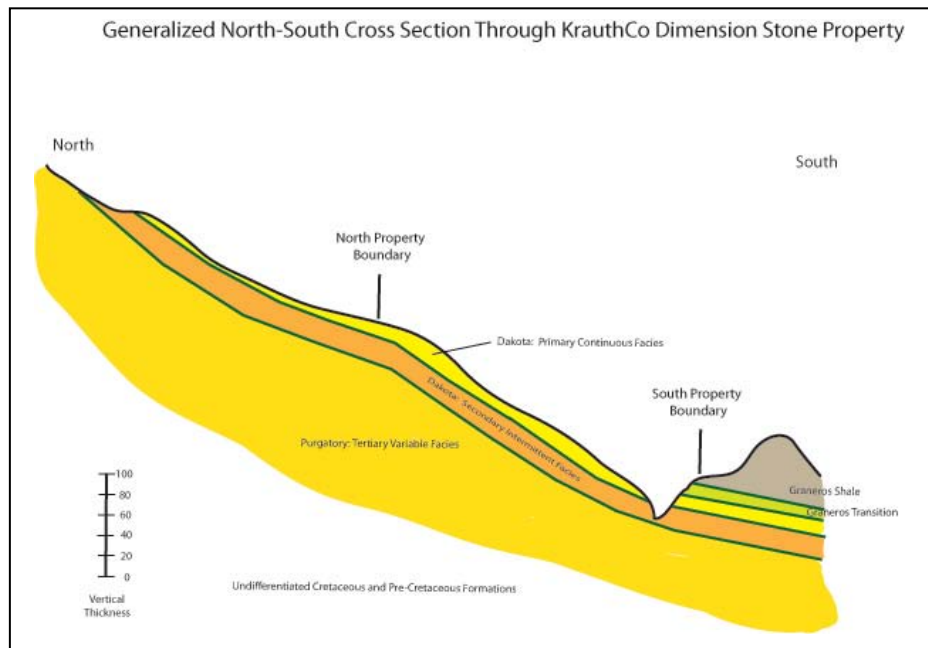 Generalized North-South Cross Section Through KrauthCo Dimension Stone Property
North
South
North Property
Boundary
Dakota: Primary Continuous Facies
Dakota: Secondary Intermittent Facies
South Property
Boundary
Purgatory: Tertiary Variable Facies
Graneros Shale
Graneros Transition
100
80
60
40
20
0
Vertical
Thickness
Undifferentiated Cretaceous and Pre-Cretaceous Formations